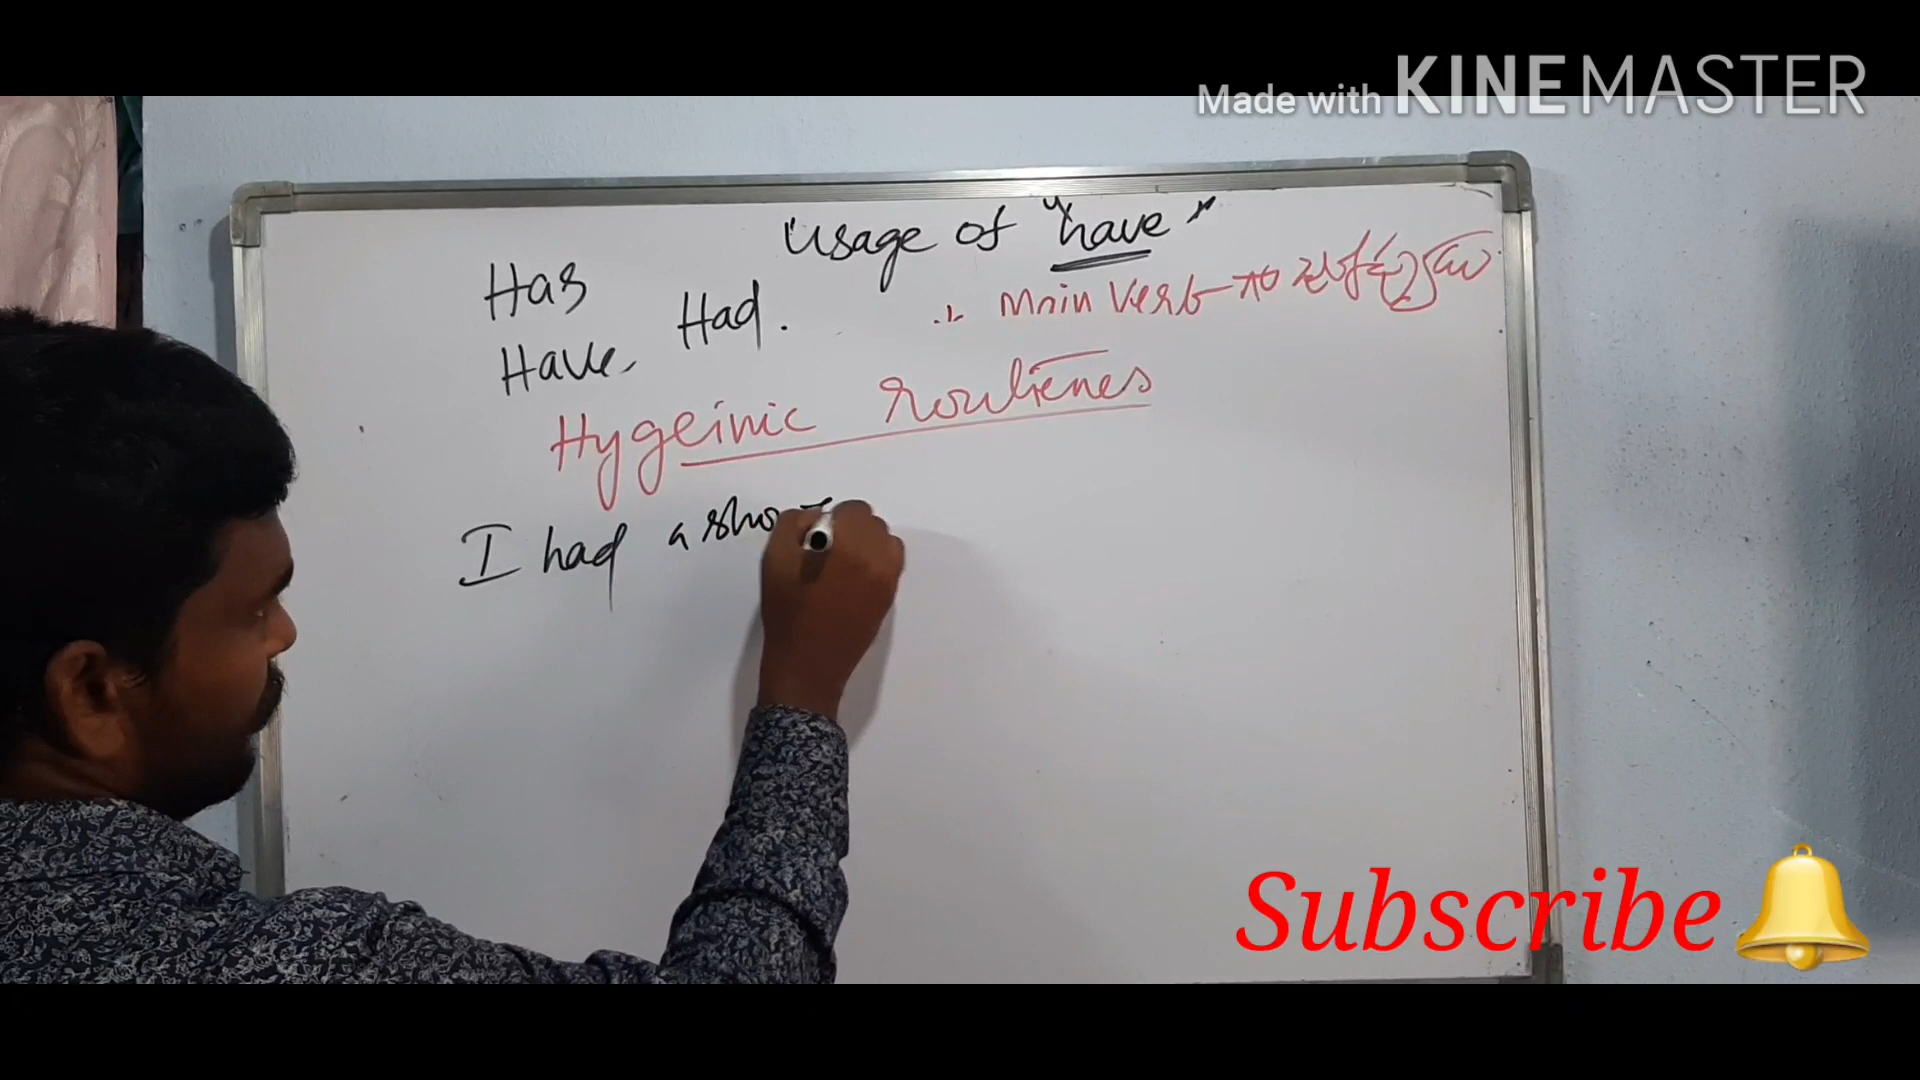 Made with KINEMASTER
Usage of "have"
Has
Have, Had.
Main Verb
Hygeinic Routienes
I had a sho
Subscribe